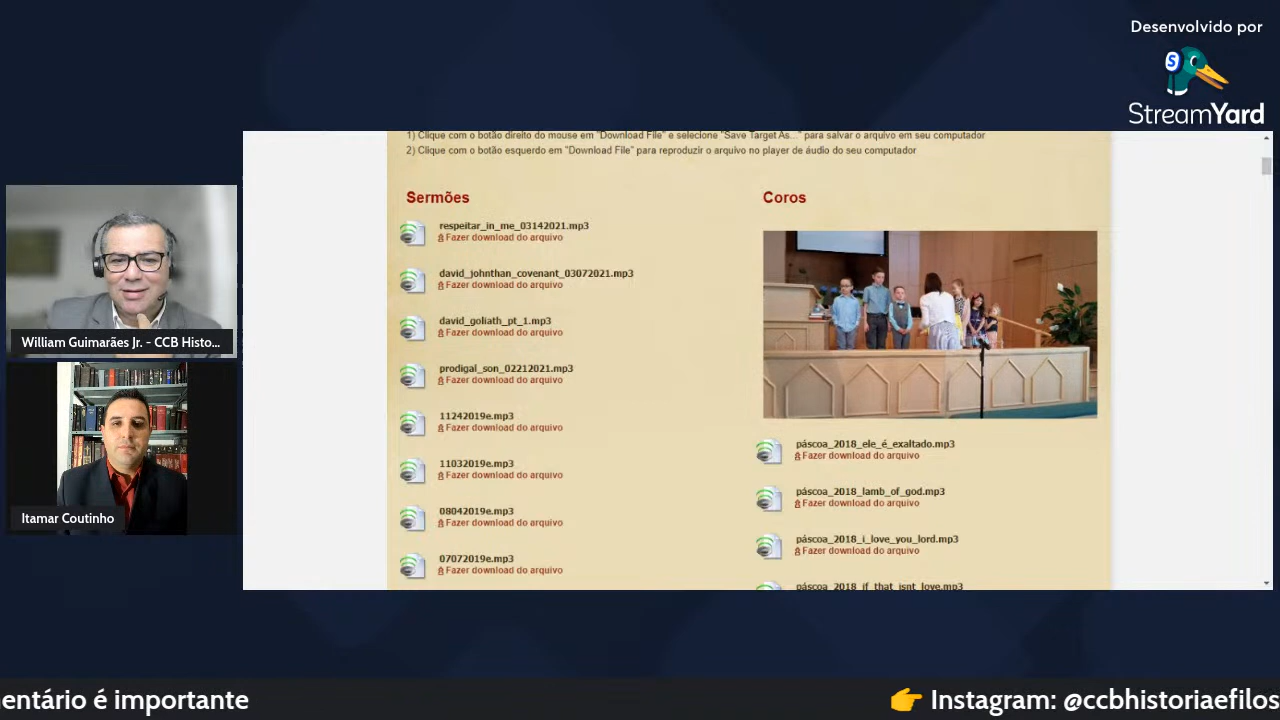 Desenvolvido por
StreamYard
1) Clique com o botão direito do mouse em "Download File" e selecione "Save Target As..." para salvar o arquivo em seu computador
2) Clique com o botão esquerdo em "Download File" para reproduzir o arquivo no player de áudio do seu computador
Sermões
respeitar_in_me_03142021.mp3
Fazer download do arquivo
david_johnthan_covenant_03072021.mp3
Fazer download do arquivo
david_goliath_pt_1.mp3
Fazer download do arquivo
prodigal_son_02212021.mp3
Fazer download do arquivo
11242019e.mp3
Fazer download do arquivo
11032019e.mp3
Fazer download do arquivo
08042019e.mp3
Fazer download do arquivo
07072019e.mp3
Fazer download do arquivo
Coros
páscoa_2018_ele_é_exaltado.mp3
Fazer download do arquivo
páscoa_2018_lamb_of_god.mp3
Fazer download do arquivo
páscoa_2018_i_love_you_lord.mp3
Fazer download do arquivo
páscoa_2018_if_that_isnt_love.mp3
William Guimarães Jr. - CCB Histo...
Itamar Coutinho
entário é importante
👉 Instagram: @ccbhistoriaefilos